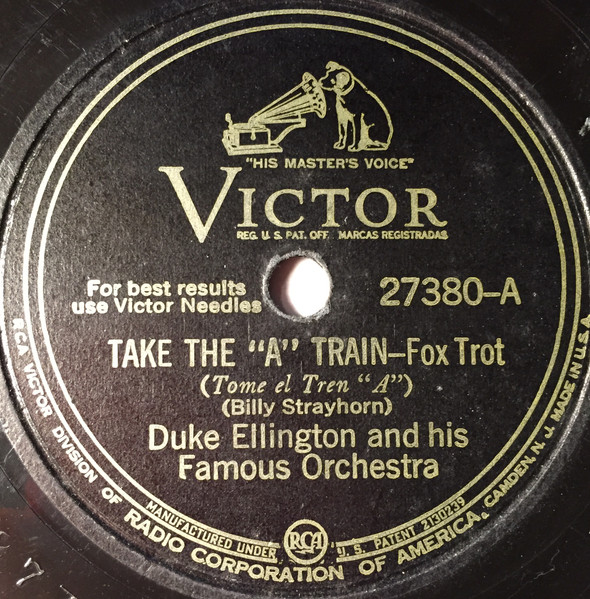 "HIS MASTER'S VOICE"
VICTOR
REG. U. S. PAT. OFF. MARCAS REGISTRADAS
For best results
use Victor Needles
27380–A
TAKE THE "A" TRAIN–Fox Trot
(Tome el Tren "A")
(Billy Strayhorn)
Duke Ellington and his
Famous Orchestra
MANUFACTURED UNDER RCA U. S. PATENT 2130239
RCA VICTOR DIVISION OF RADIO CORPORATION OF AMERICA, CAMDEN, N. J. MADE IN U.S.A.